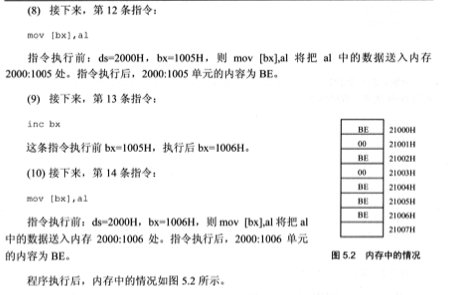 (8) 接下来，第 12 条指令：
mov [bx],al
指令执行前：ds=2000H，bx=1005H，则 mov [bx],al 将把 al 中的数据送入内存
2000:1005 处。指令执行后，2000:1005 单元的内容为 BE。
(9) 接下来，第 13 条指令：
inc bx
这条指令执行前 bx=1005H，执行后 bx=1006H。
(10) 接下来，第 14 条指令：
mov [bx],al
指令执行前：ds=2000H，bx=1006H，则 mov [bx],al 将把 al
中的数据送入内存 2000:1006 处。指令执行后，2000:1006 单元
的内容为 BE。
程序执行后，内存中的情况如图 5.2 所示。
BE 21000H
00 21001H
BE 21002H
00 21003H
BE 21004H
BE 21005H
BE 21006H
21007H
图 5.2 内存中的情况